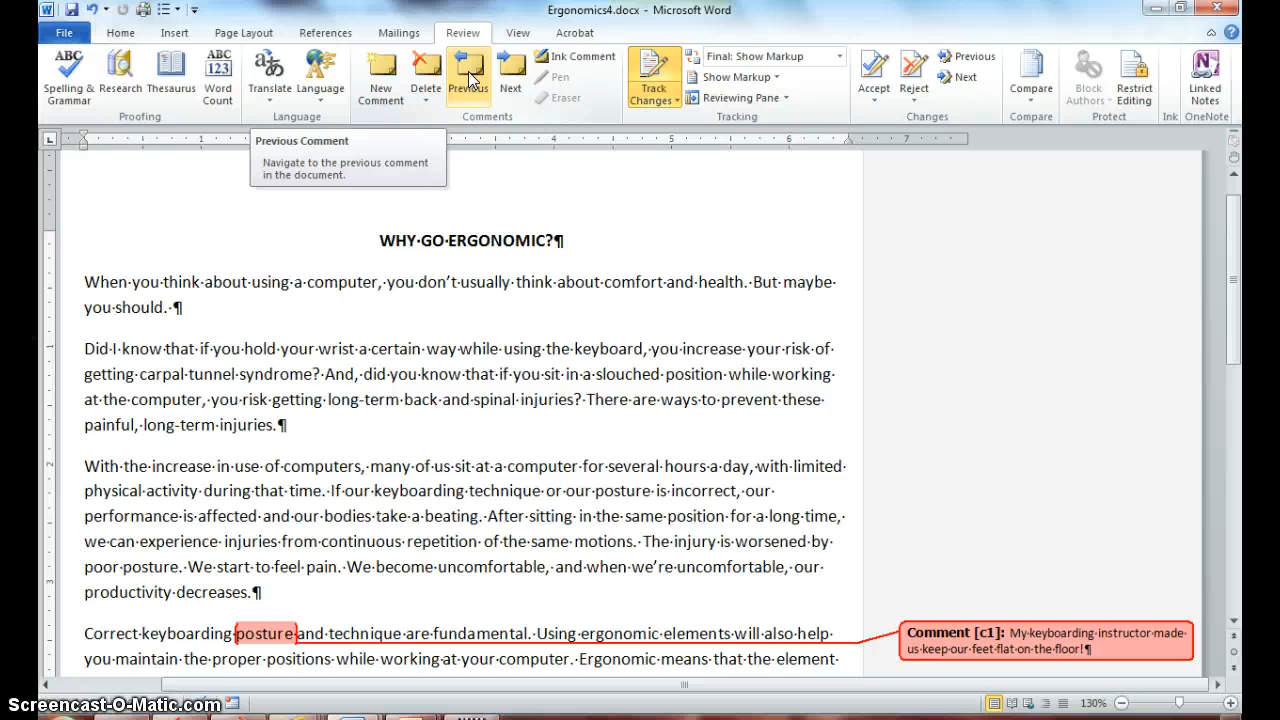 Ergonomics4.docx - Microsoft Word
File Home Insert Page Layout References Mailings Review View Acrobat
ABC Spelling & Grammar
Research
Thesaurus
ABC 123 Word Count
Translate
Language
New Comment
Delete
Previous
Next
Ink Comment
Pen
Eraser
Track Changes
Final: Show Markup
Show Markup
Reviewing Pane
Accept
Reject
Previous
Next
Compare
Block Authors
Restrict Editing
Linked Notes
Proofing Language Comments Tracking Changes Compare Protect Ink OneNote
1 4 5 6 7
Previous Comment
Navigate to the previous comment
in the document.
WHY·GO·ERGONOMIC?¶
When·you·think·about·using·a·computer,·you·don't·usually·think·about·comfort·and·health.·But·maybe·
you·should.·¶
Did·I·know·that·if·you·hold·your·wrist·a·certain·way·while·using·the·keyboard,·you·increase·your·risk·of·
getting·carpal·tunnel·syndrome?·And,·did·you·know·that·if·you·sit·in·a·slouched·position·while·working·
at·the·computer,·you·risk·getting·long-term·back·and·spinal·injuries?·There·are·ways·to·prevent·these·
painful,·long-term·injuries.¶
With·the·increase·in·use·of·computers,·many·of·us·sit·at·a·computer·for·several·hours·a·day,·with·limited·
physical·activity·during·that·time.·If·our·keyboarding·technique·or·our·posture·is·incorrect,·our·
performance·is·affected·and·our·bodies·take·a·beating.·After·sitting·in·the·same·position·for·a·long·time,·
we·can·experience·injuries·from·continuous·repetition·of·the·same·motions.·The·injury·is·worsened·by·
poor·posture.·We·start·to·feel·pain.·We·become·uncomfortable,·and·when·we're·uncomfortable,·our·
productivity·decreases.¶
Correct·keyboarding·posture·and·technique·are·fundamental.·Using·ergonomic·elements·will·also·help·
you·maintain·the·proper·positions·while·working·at·your·computer.·Ergonomic·means·that·the·element·
Comment [c1]: My·keyboarding·instructor·made·
us·keep·our·feet·flat·on·the·floor!¶
1
2
3
130%
Screencast-O-Matic.com